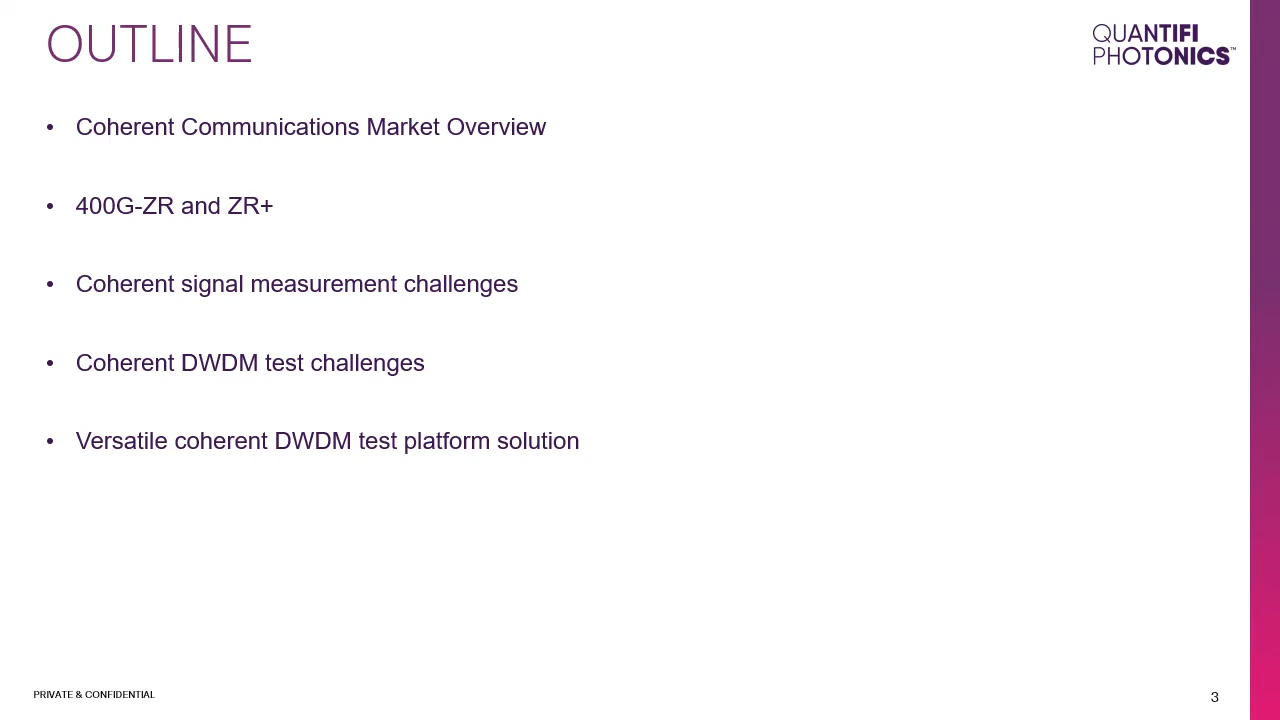 OUTLINE
QUANTIFI
PHOTONICS™
• Coherent Communications Market Overview
• 400G-ZR and ZR+
• Coherent signal measurement challenges
• Coherent DWDM test challenges
• Versatile coherent DWDM test platform solution
PRIVATE & CONFIDENTIAL
3